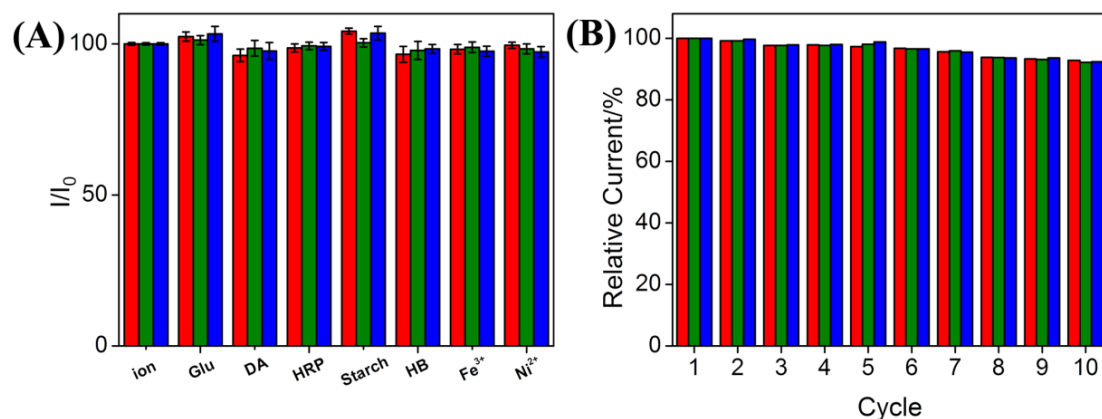 (A)
100
50
0
I/I₀
ion Glu DA HRP Starch HB Fe³⁺ Ni²⁺
(B)
100
80
60
40
20
0
Relative Current/%
1 2 3 4 5 6 7 8 9 10
Cycle